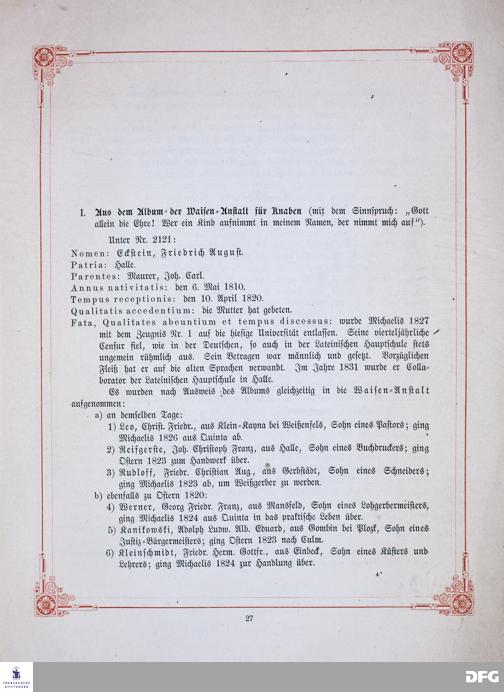 I. Aus dem Album der Waisen-Anstalt für Knaben (mit dem Sinnspruch: „Gott
allein die Ehre! Wer ein Kind aufnimmt in meinem Namen, der nimmt mich auf").
Unter Nr. 2121:
Nomen: Eckstein, Friedrich August.
Patria: Halle.
Parentes: Maurer, Joh. Carl.
Annus nativitatis: den 6. Mai 1810.
Tempus receptionis: den 10. April 1820.
Qualitatis accedentium: die Mutter hat gebeten.
Fata, Qualitates abeuntium et tempus discessus: wurde Michaelis 1827
mit dem Zeugnis Nr. 1 auf die hiesige Universität entlassen. Seine vierteljährliche
Censur fiel, wie in der Deutschen, so auch in der Lateinischen Hauptschule stets
ungemein rühmlich aus. Sein Betragen war männlich und gesetzt. Vorzüglichen
Fleiß hat er auf die alten Sprachen verwandt. Im Jahre 1831 wurde er Colla-
borator der Lateinischen Hauptschule in Halle.
Es wurden nach Ausweis des Albums gleichzeitig in die Waisen-Anstalt
aufgenommen:
a) an demselben Tage:
1) Leo, Christ. Friedr., aus Klein-Kayna bei Weißenfels, Sohn eines Pastors; ging
Michaelis 1826 aus Quinta ab.
2) Reifgerste, Joh. Christoph Franz, aus Halle, Sohn eines Buchdruckers; ging
Ostern 1823 zum Handwerk über.
3) Rudloff, Friedr. Christian Aug., aus Gerbstädt, Sohn eines Schneiders;
ging Michaelis 1823 ab, um Weißgerber zu werden.
b) ebenfalls zu Ostern 1820:
4) Werner, Georg Friedr. Franz, aus Mansfeld, Sohn eines Lohgerbermeisters,
ging Michaelis 1824 aus Quinta in das praktische Leben über.
5) Kanikowski, Adolph Ludw. Alb. Eduard, aus Gombin bei Plozk, Sohn eines
Justiz-Bürgermeisters; ging Ostern 1823 nach Culm.
6) Kleinschmidt, Friedr. Herm. Gottfr., aus Einbeck, Sohn eines Küsters und
Lehrers; ging Michaelis 1824 zur Handlung über.
27
FRANCKESCHE
STIFTUNGEN
DFG